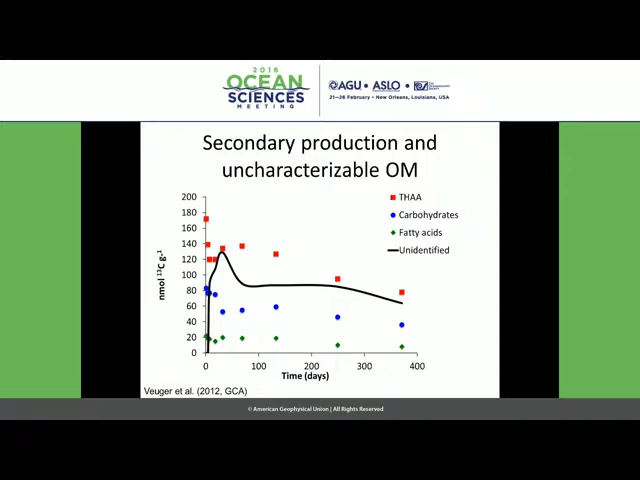 2016
OCEAN
SCIENCES
MEETING
AGU • ASLO •
21–26 February • New Orleans, Louisiana, USA
Secondary production and
uncharacterizable OM
200
180
160
140
120
100
80
60
40
20
0
nmol ¹³C g⁻¹
THAA
Carbohydrates
Fatty acids
Unidentified
0
100
200
300
400
Time (days)
Veuger et al. (2012, GCA)
© American Geophysical Union | All Rights Reserved